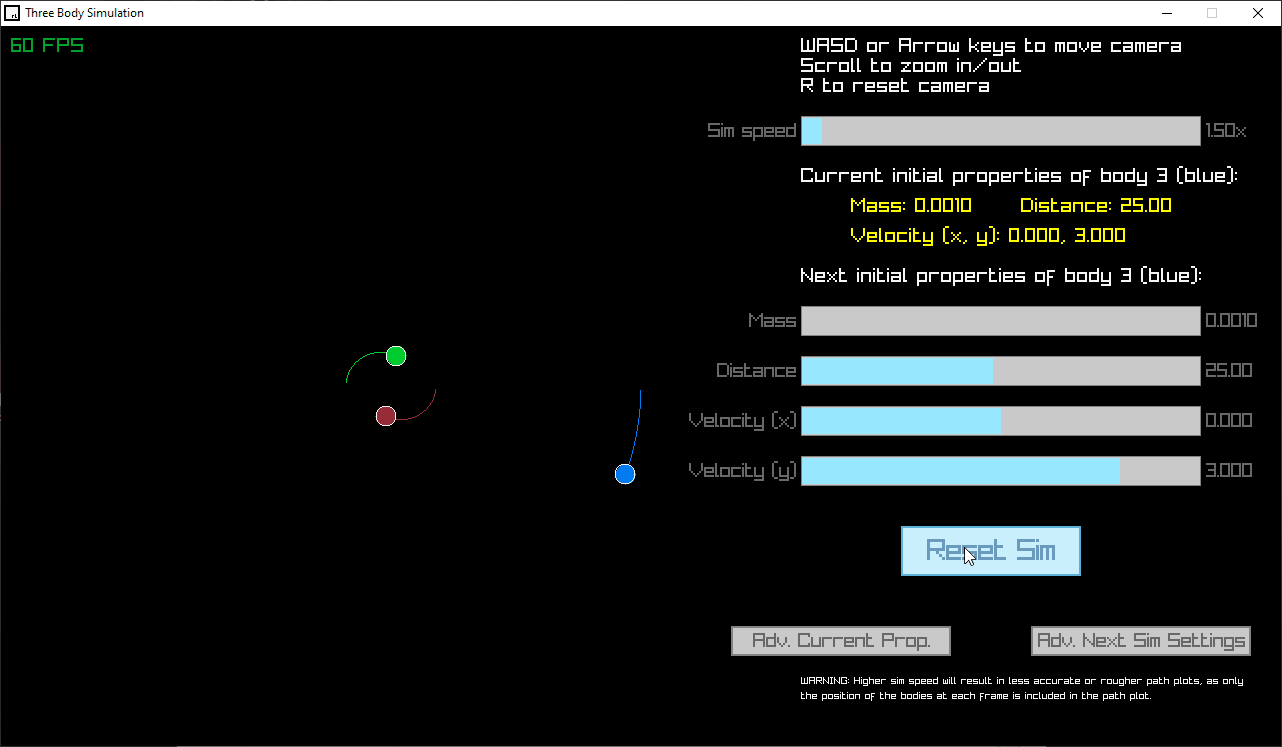 Three Body Simulation
60 FPS
WASD or Arrow keys to move camera
Scroll to zoom in/out
R to reset camera
Sim speed 1.50x
Current initial properties of body 3 (blue):
Mass: 0.0010 Distance: 25.00
Velocity (x, y): 0.000, 3.000
Next initial properties of body 3 (blue):
Mass 0.0010
Distance 25.00
Velocity (x) 0.000
Velocity (y) 3.000
Reset Sim
Adv. Current Prop. Adv. Next Sim Settings
WARNING: Higher sim speed will result in less accurate or rougher path plots, as only
the position of the bodies at each frame is included in the path plot.